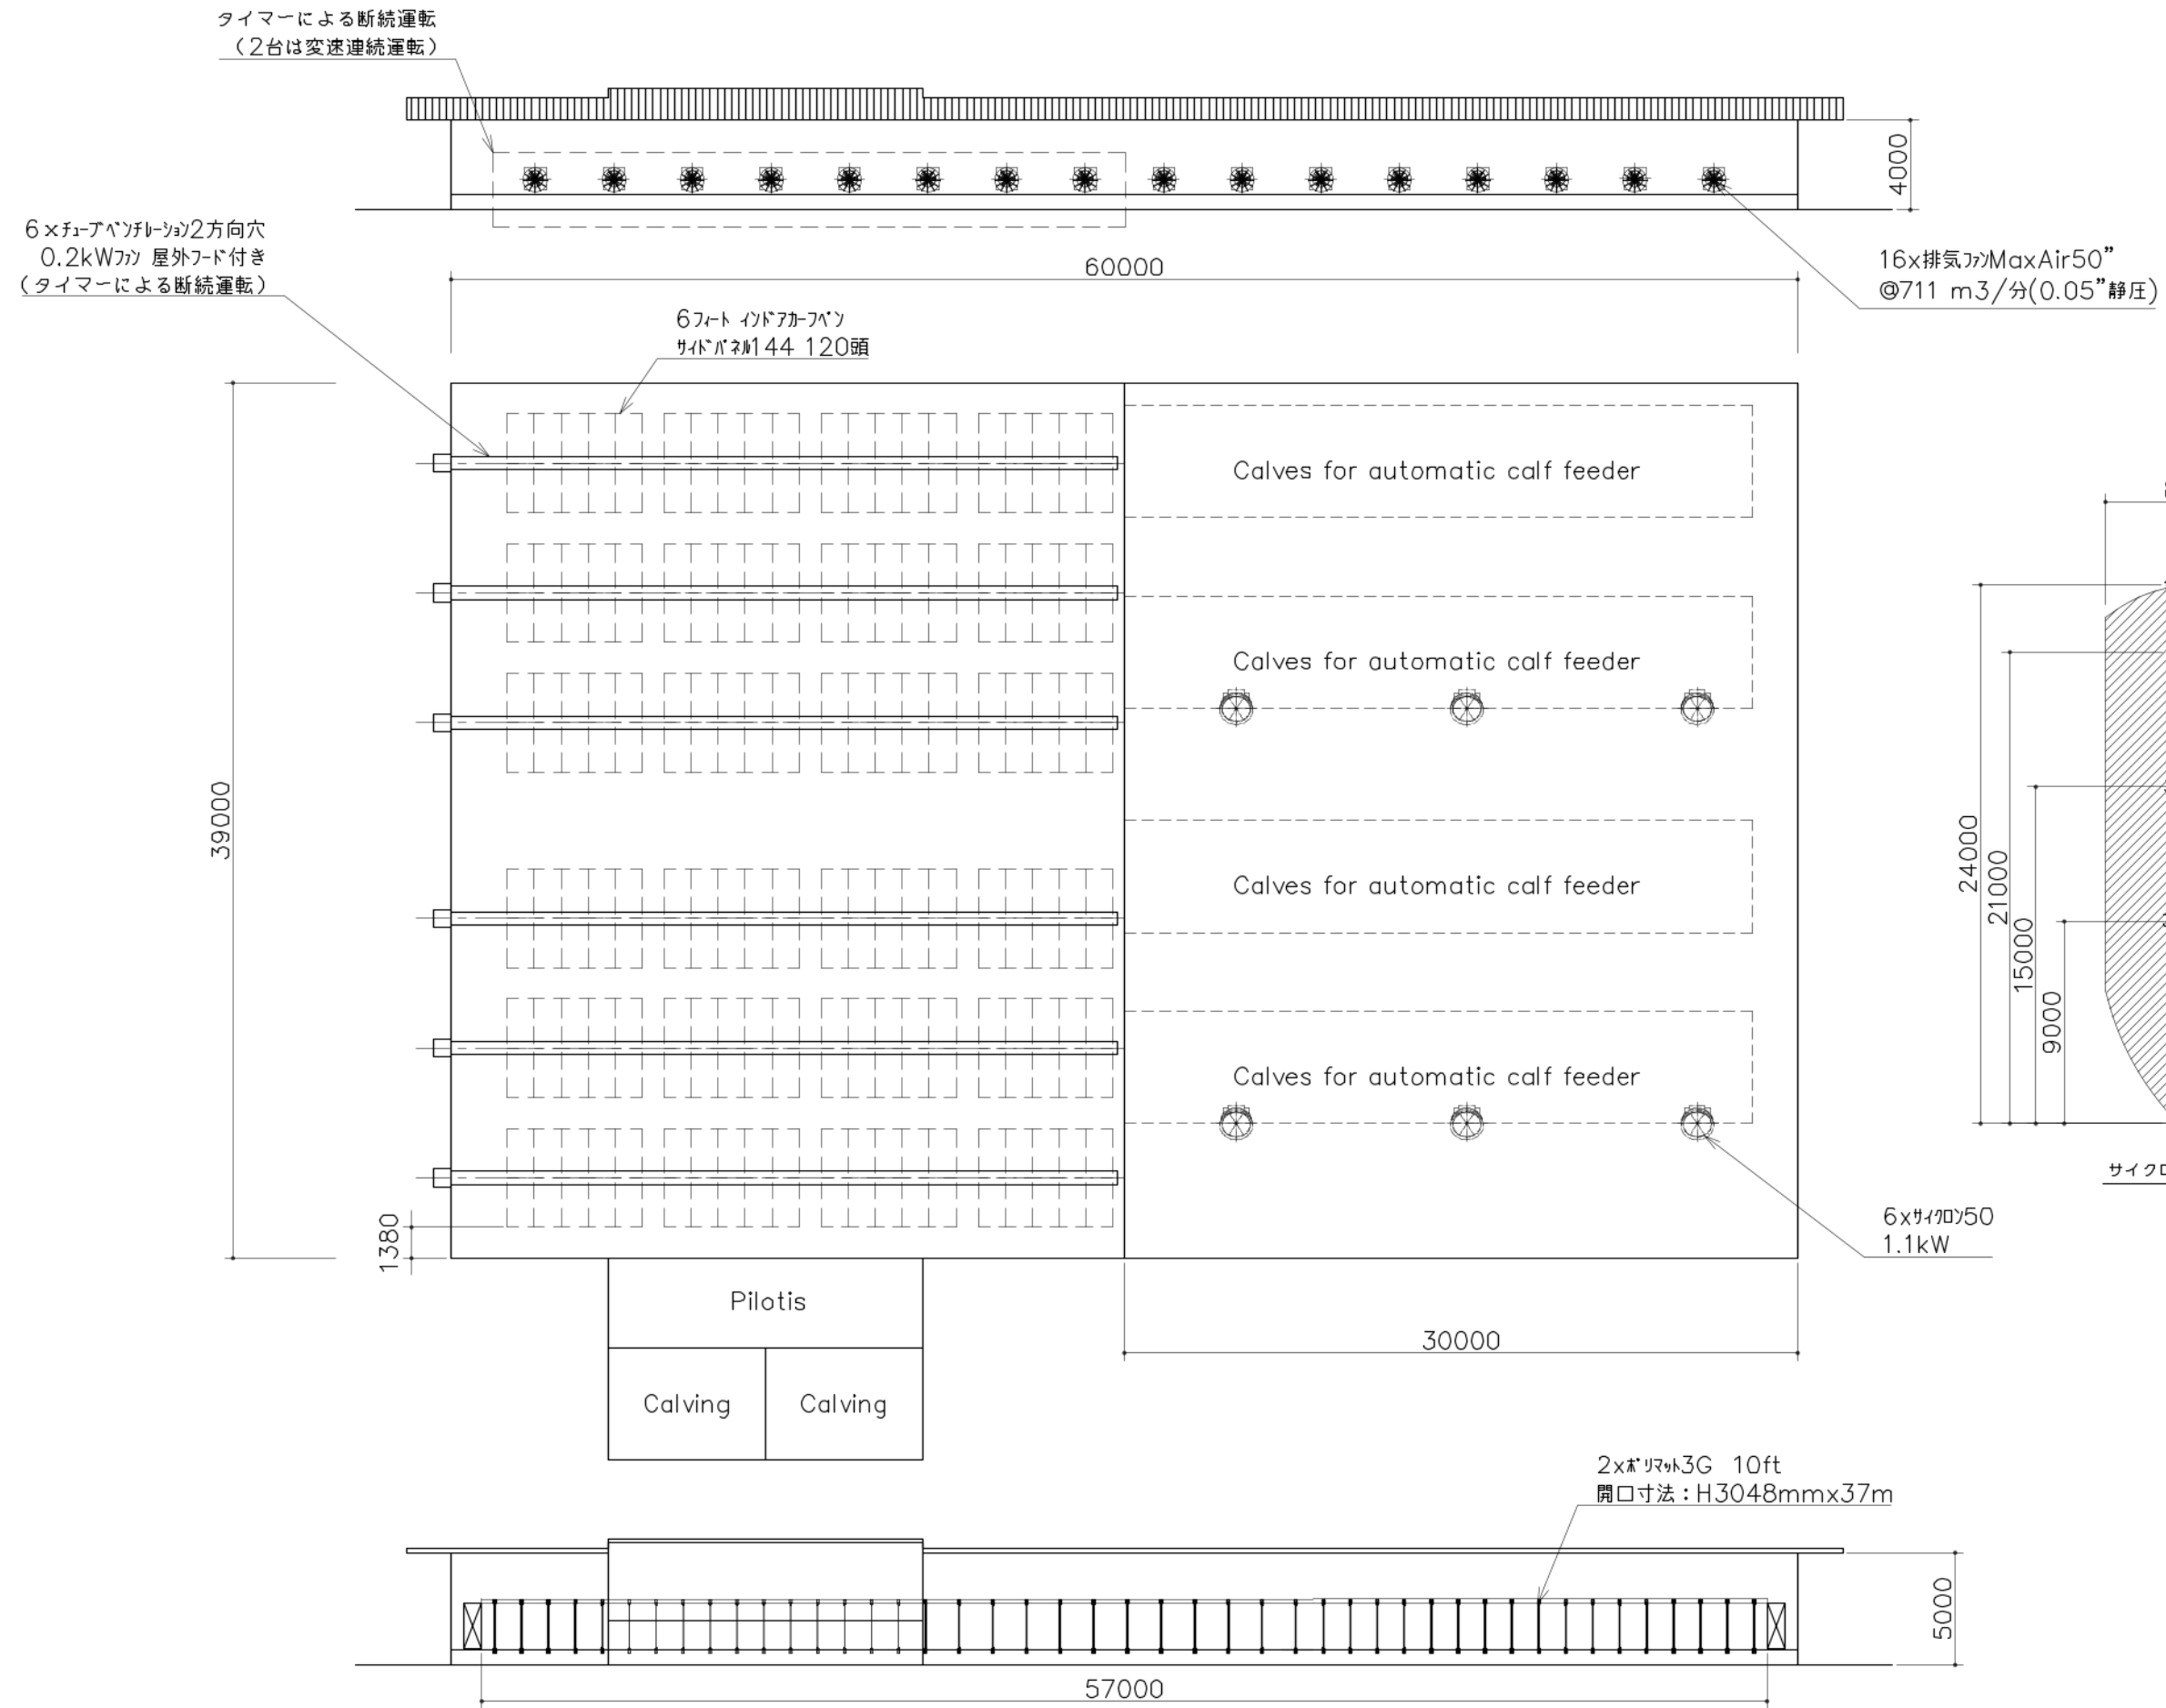 タイマーによる断続運転
(2台は変速連続運転)
4000
6×チューブベンチレーション2方向穴
0.2kWファン 屋外フード付き
(タイマーによる断続運転)
60000
16x排気ファンMaxAir50”
@711 m3/分(0.05”静圧)
6フィート インドアカーフペン
サイドパネル144 120頭
Calves for automatic calf feeder
Calves for automatic calf feeder
39000
24000
21000
15000
9000
Calves for automatic calf feeder
Calves for automatic calf feeder
サイクロ
1380
6xサイクロン50
1.1kW
Pilotis
30000
Calving
Calving
2xポリマット3G 10ft
開口寸法：H3048mmx37m
5000
57000